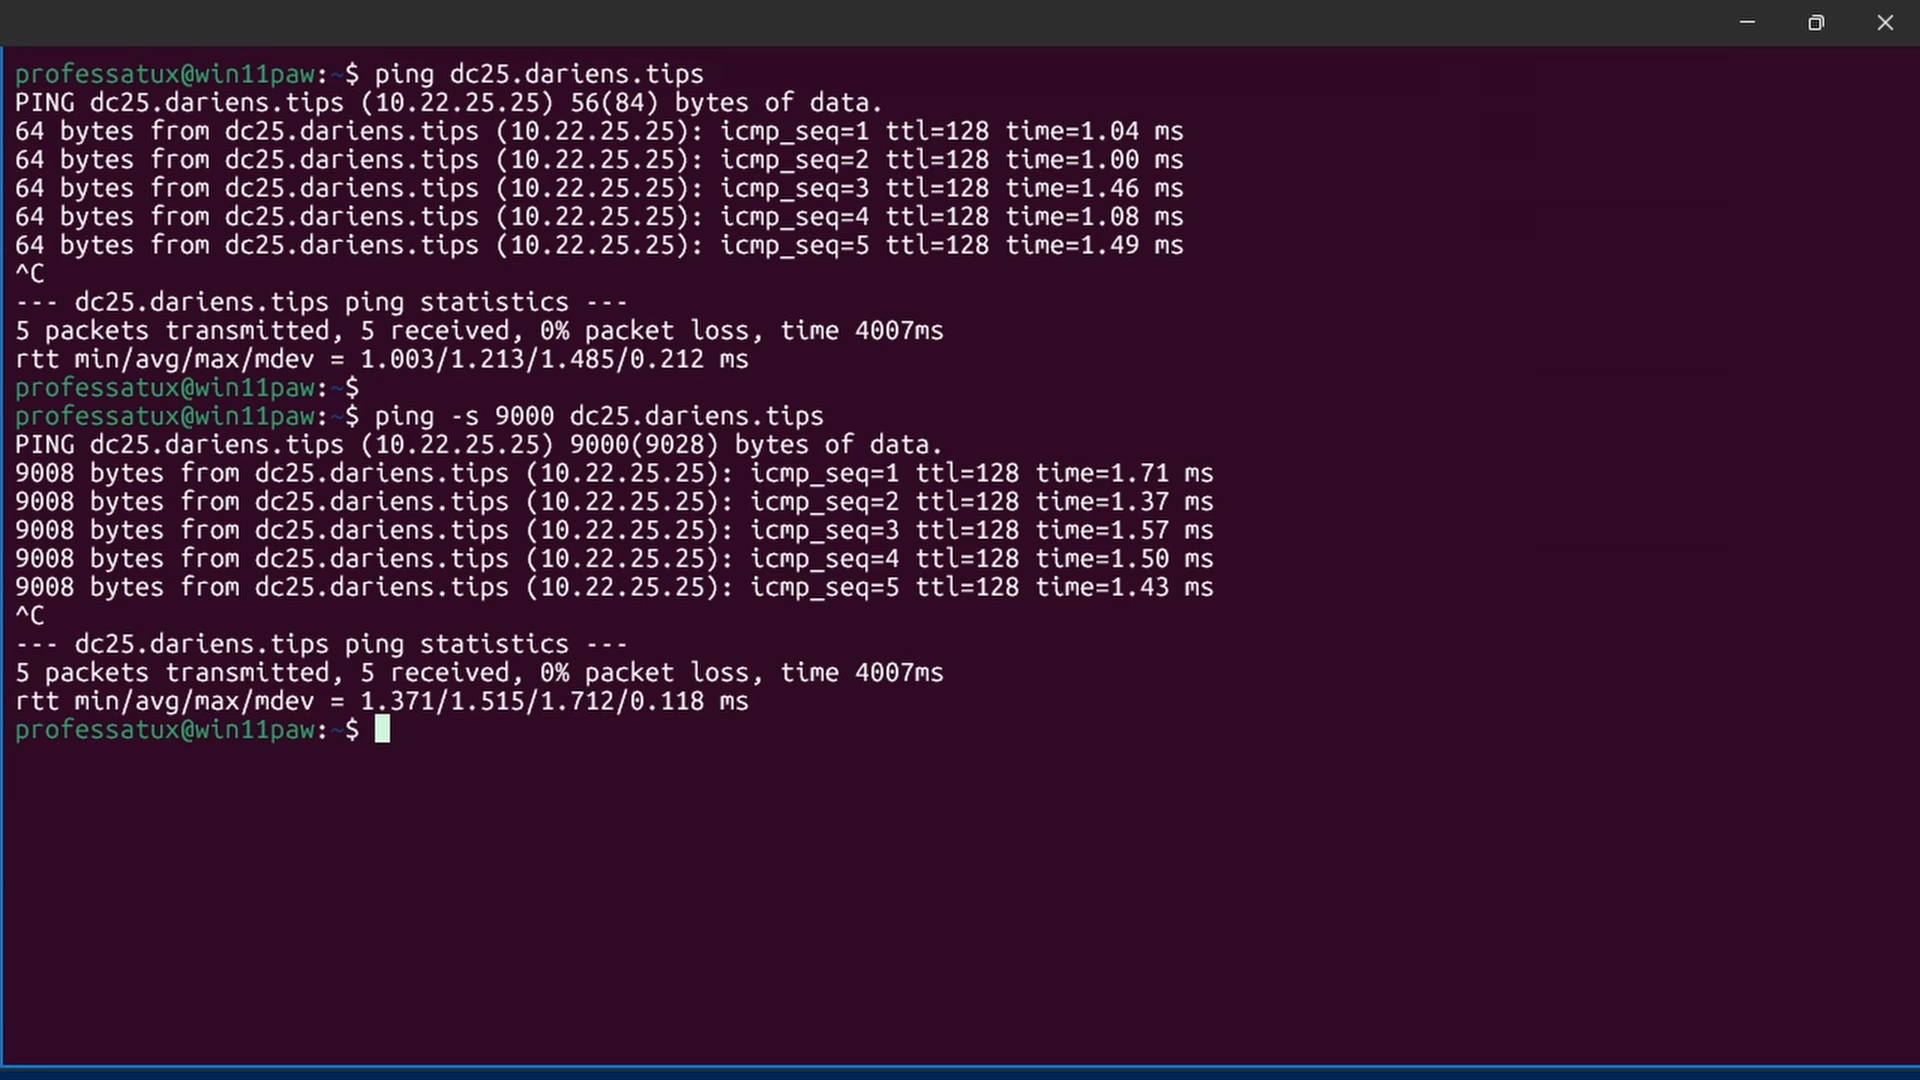 professatux@win11paw:~$ ping dc25.dariens.tips
PING dc25.dariens.tips (10.22.25.25) 56(84) bytes of data.
64 bytes from dc25.dariens.tips (10.22.25.25): icmp_seq=1 ttl=128 time=1.04 ms
64 bytes from dc25.dariens.tips (10.22.25.25): icmp_seq=2 ttl=128 time=1.00 ms
64 bytes from dc25.dariens.tips (10.22.25.25): icmp_seq=3 ttl=128 time=1.46 ms
64 bytes from dc25.dariens.tips (10.22.25.25): icmp_seq=4 ttl=128 time=1.08 ms
64 bytes from dc25.dariens.tips (10.22.25.25): icmp_seq=5 ttl=128 time=1.49 ms
^C
--- dc25.dariens.tips ping statistics ---
5 packets transmitted, 5 received, 0% packet loss, time 4007ms
rtt min/avg/max/mdev = 1.003/1.213/1.485/0.212 ms
professatux@win11paw:~$
professatux@win11paw:~$ ping -s 9000 dc25.dariens.tips
PING dc25.dariens.tips (10.22.25.25) 9000(9028) bytes of data.
9008 bytes from dc25.dariens.tips (10.22.25.25): icmp_seq=1 ttl=128 time=1.71 ms
9008 bytes from dc25.dariens.tips (10.22.25.25): icmp_seq=2 ttl=128 time=1.37 ms
9008 bytes from dc25.dariens.tips (10.22.25.25): icmp_seq=3 ttl=128 time=1.57 ms
9008 bytes from dc25.dariens.tips (10.22.25.25): icmp_seq=4 ttl=128 time=1.50 ms
9008 bytes from dc25.dariens.tips (10.22.25.25): icmp_seq=5 ttl=128 time=1.43 ms
^C
--- dc25.dariens.tips ping statistics ---
5 packets transmitted, 5 received, 0% packet loss, time 4007ms
rtt min/avg/max/mdev = 1.371/1.515/1.712/0.118 ms
professatux@win11paw:~$